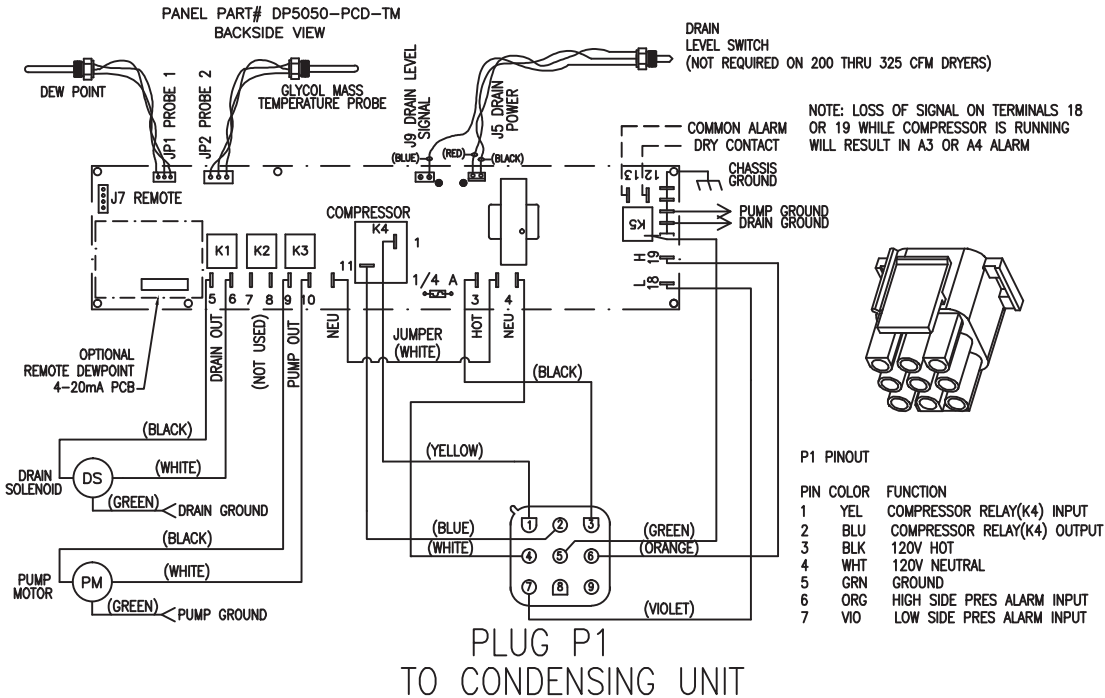 PANEL PART# DP5050-PCD-TM
BACKSIDE VIEW
DEW POINT
JP1 PROBE 1
JP2 PROBE 2
GLYCOL MASS
TEMPERATURE PROBE
J9 DRAIN LEVEL
SIGNAL
J5 DRAIN
POWER
DRAIN
LEVEL SWITCH
(NOT REQUIRED ON 200 THRU 325 CFM DRYERS)
NOTE: LOSS OF SIGNAL ON TERMINALS 18
OR 19 WHILE COMPRESSOR IS RUNNING
WILL RESULT IN A3 OR A4 ALARM
COMMON ALARM
DRY CONTACT
(BLUE)
(RED)
(BLACK)
13
12
CHASSIS
GROUND
J7 REMOTE
COMPRESSOR
K4
1
11
K5
PUMP GROUND
DRAIN GROUND
K1
K2
K3
H
19
L
18
1/4 A
5 6 7 8 9 10
3 4
DRAIN OUT
(NOT USED)
PUMP OUT
NEU
JUMPER
(WHITE)
HOT
NEU
OPTIONAL
REMOTE DEWPOINT
4-20mA PCB
(BLACK)
(BLACK)
(WHITE)
(YELLOW)
DRAIN
SOLENOID
DS
(GREEN)
DRAIN GROUND
(BLACK)
(WHITE)
PUMP
MOTOR
PM
(GREEN)
PUMP GROUND
(BLUE)
(WHITE)
(GREEN)
(ORANGE)
(VIOLET)
1 2 3
4 5 6
7 8 9
P1 PINOUT
PIN COLOR FUNCTION
1 YEL COMPRESSOR RELAY(K4) INPUT
2 BLU COMPRESSOR RELAY(K4) OUTPUT
3 BLK 120V HOT
4 WHT 120V NEUTRAL
5 GRN GROUND
6 ORG HIGH SIDE PRES ALARM INPUT
7 VIO LOW SIDE PRES ALARM INPUT
PLUG P1
TO CONDENSING UNIT